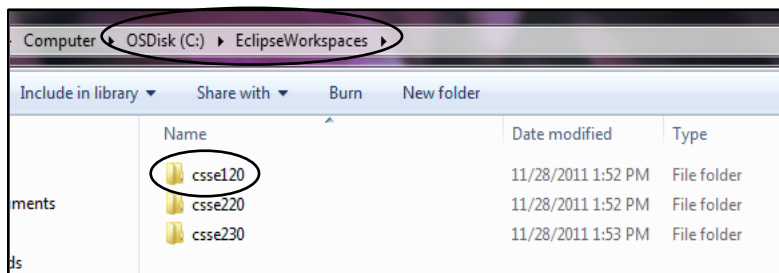 Computer ▸ OSDisk (C:) ▸ EclipseWorkspaces ▸
Include in library ▾ Share with ▾ Burn New folder
Name Date modified Type
csse120 11/28/2011 1:52 PM File folder
ments csse220 11/28/2011 1:52 PM File folder
csse230 11/28/2011 1:53 PM File folder
ds